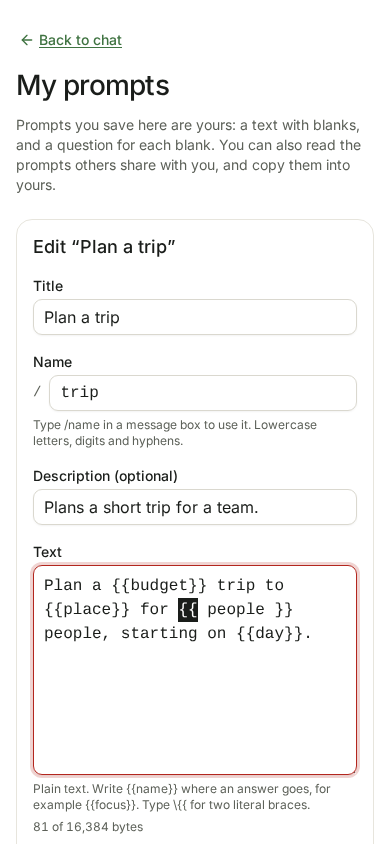 ← Back to chat
My prompts
Prompts you save here are yours: a text with blanks,
and a question for each blank. You can also read the
prompts others share with you, and copy them into
yours.
Edit “Plan a trip”
Title
Plan a trip
Name
/ trip
Type /name in a message box to use it. Lowercase
letters, digits and hyphens.
Description (optional)
Plans a short trip for a team.
Text
Plan a {{budget}} trip to
{{place}} for {{ people }}
people, starting on {{day}}.
Plain text. Write {{name}} where an answer goes, for
example {{focus}}. Type \{{ for two literal braces.
81 of 16,384 bytes